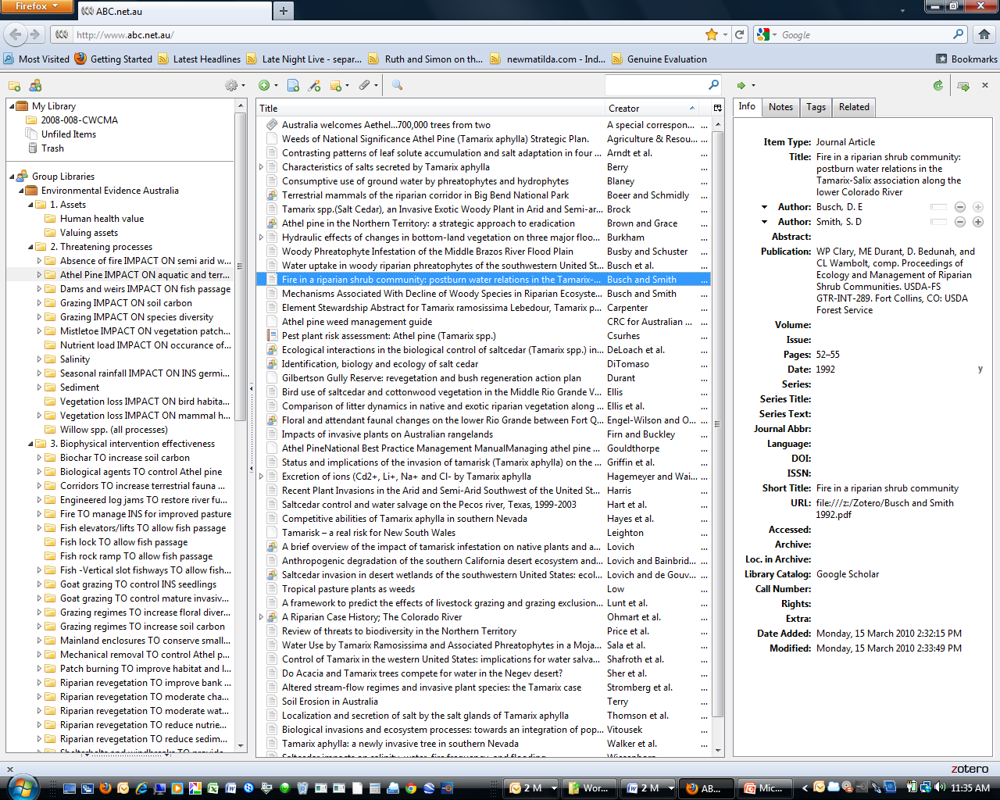 Firefox
ABC.net.au
http://www.abc.net.au/
Google
Most Visited
Getting Started
Latest Headlines
Late Night Live - separ...
Ruth and Simon on th...
newmatilda.com - Ind...
Genuine Evaluation
Bookmarks
My Library
2008-008-CWCMA
Unfiled Items
Trash
Group Libraries
Environmental Evidence Australia
1. Assets
Human health value
Valuing assets
2. Threatening processes
Absence of fire IMPACT ON semi arid w...
Athel Pine IMPACT ON aquatic and terr...
Dams and weirs IMPACT ON fish passage
Grazing IMPACT ON soil carbon
Grazing IMPACT ON species diversity
Mistletoe IMPACT ON vegetation patch...
Nutrient load IMPACT ON occurance of...
Salinity
Seasonal rainfall IMPACT ON INS germi...
Sediment
Vegetation loss IMPACT ON bird habita...
Vegetation loss IMPACT ON mammal h...
Willow spp. (all processes)
3. Biophysical intervention effectiveness
Biochar TO increase soil carbon
Biological agents TO control Athel pine
Corridors TO increase terrestrial fauna ...
Engineered log jams TO restore river fu...
Fire TO manage INS for improved pasture
Fish elevators/lifts TO allow fish passage
Fish lock TO allow fish passage
Fish rock ramp TO allow fish passage
Fish -Vertical slot fishways TO allow fish...
Goat grazing TO control INS seedlings
Goat grazing TO control mature invasiv...
Grazing regimes TO increase floral diver...
Grazing regimes TO increase soil carbon
Mainland enclosures TO conserve small...
Mechanical removal TO control Athel p...
Patch burning TO improve habitat and l...
Riparian revegetation TO improve bank ...
Riparian revegetation TO moderate cha...
Riparian revegetation TO moderate wat...
Riparian revegetation TO reduce nutrie...
Riparian revegetation TO reduce sedim...
Title Creator
Australia welcomes Aethel...700,000 trees from two A special correspon... ...
Weeds of National Significance Athel Pine (Tamarix aphylla) Strategic Plan. Agriculture & Resou... ...
Contrasting patterns of leaf solute accumulation and salt adaptation in four ... Arndt et al. ...
Characteristics of salts secreted by Tamarix aphylla Berry ...
Consumptive use of ground water by phreatophytes and hydrophytes Blaney ...
Terrestrial mammals of the riparian corridor in Big Bend National Park Boeer and Schmidly ...
Tamarix spp.(Salt Cedar), an Invasive Exotic Woody Plant in Arid and Semi-ar... Brock ...
Athel pine in the Northern Territory: a strategic approach to eradication Brown and Grace ...
Hydraulic effects of changes in bottom-land vegetation on three major floo... Burkham ...
Woody Phreatophyte Infestation of the Middle Brazos River Flood Plain Busby and Schuster ...
Water uptake in woody riparian phreatophytes of the southwestern United St... Busch et al. ...
Fire in a riparian shrub community: postburn water relations in the Tamarix-... Busch and Smith ...
Mechanisms Associated With Decline of Woody Species in Riparian Ecosyste... Busch and Smith ...
Element Stewardship Abstract for Tamarix ramosissima Lebedour, Tamarix p... Carpenter ...
Athel pine weed management guide CRC for Australian ... ...
Pest plant risk assessment: Athel pine (Tamarix spp.) Csurhes ...
Ecological interactions in the biological control of saltcedar (Tamarix spp.) in... DeLoach et al. ...
Identification, biology and ecology of salt cedar DiTomaso ...
Gilbertson Gully Reserve: revegetation and bush regeneration action plan Durant ...
Bird use of saltcedar and cottonwood vegetation in the Middle Rio Grande V... Ellis ...
Comparison of litter dynamics in native and exotic riparian vegetation along ... Ellis et al. ...
Floral and attendant faunal changes on the lower Rio Grande between Fort Q... Engel-Wilson and O... ...
Impacts of invasive plants on Australian rangelands Firn and Buckley ...
Athel PineNational Best Practice Management ManualManaging athel pine ... Gouldthorpe ...
Status and implications of the invasion of tamarisk (Tamarix aphylla) on the ... Griffin et al. ...
Excretion of ions (Cd2+, Li+, Na+ and Cl- by Tamarix aphylla Hagemeyer and Wai... ...
Recent Plant Invasions in the Arid and Semi-Arid Southwest of the United St... Harris ...
Saltcedar control and water salvage on the Pecos river, Texas, 1999-2003 Hart et al. ...
Competitive abilities of Tamarix aphylla in southern Nevada Hayes et al. ...
Tamarisk – a real risk for New South Wales Leighton ...
A brief overview of the impact of tamarisk infestation on native plants and a... Lovich ...
Anthropogenic degradation of the southern California desert ecosystem and... Lovich and Bainbrid... ...
Saltcedar invasion in desert wetlands of the southwestern United States: ecol... Lovich and de Gouv... ...
Tropical pasture plants as weeds Low ...
A framework to predict the effects of livestock grazing and grazing exclusion... Lunt et al. ...
A Riparian Case History; The Colorado River Ohmart et al. ...
Review of threats to biodiversity in the Northern Territory Price et al. ...
Water Use by Tamarix Ramosissima and Associated Phreatophytes in a Moja... Sala et al. ...
Control of Tamarix in the western United States: implications for water salva... Shafroth et al. ...
Do Acacia and Tamarix trees compete for water in the Negev desert? Sher et al. ...
Altered stream-flow regimes and invasive plant species: the Tamarix case Stromberg et al. ...
Soil Erosion in Australia Terry ...
Localization and secretion of salt by the salt glands of Tamarix aphylla Thomson et al. ...
Biological invasions and ecosystem processes: towards an integration of pop... Vitousek ...
Tamarix aphylla: a newly invasive tree in southern Nevada Walker et al. ...
Info Notes Tags Related
Item Type: Journal Article
Title: Fire in a riparian shrub community:
postburn water relations in the
Tamarix-Salix association along the
lower Colorado River
Author: Busch, D. E
Author: Smith, S. D
Abstract:
Publication: WP Clary, ME Durant, D. Bedunah, and
CL Wambolt, comp. Proceedings of
Ecology and Management of Riparian
Shrub Communities. USDA-FS
GTR-INT-289. Fort Collins, CO: USDA
Forest Service
Volume:
Issue:
Pages: 52–55
Date: 1992 y
Series:
Series Title:
Series Text:
Journal Abbr:
Language:
DOI:
ISSN:
Short Title: Fire in a riparian shrub community
URL: file:///z:/Zotero/Busch and Smith
1992.pdf
Accessed:
Archive:
Loc. in Archive:
Library Catalog: Google Scholar
Call Number:
Rights:
Extra:
Date Added: Monday, 15 March 2010 2:32:15 PM
Modified: Monday, 15 March 2010 2:33:49 PM
zotero
2 M
Wor...
2 M
AB...
Mic...
11:35 AM